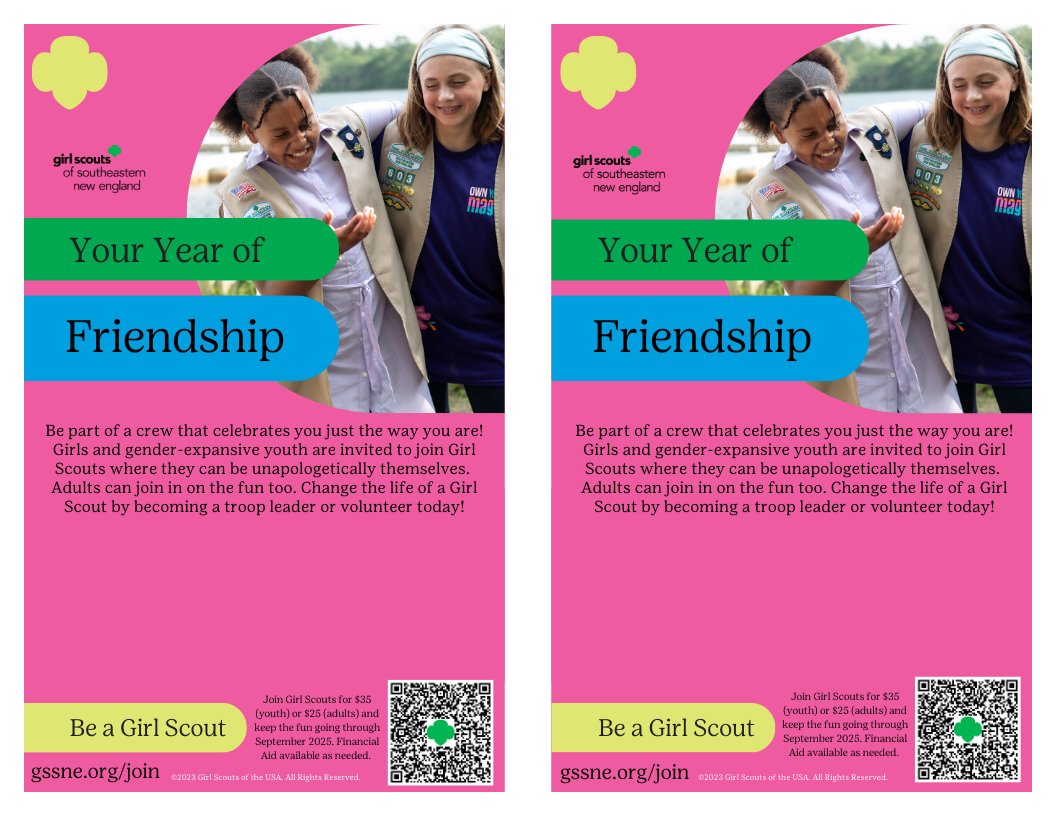 girl scouts
of southeastern
new england
603
OWN
mag
Your Year of
Friendship
Be part of a crew that celebrates you just the way you are!
Girls and gender-expansive youth are invited to join Girl
Scouts where they can be unapologetically themselves.
Adults can join in on the fun too. Change the life of a Girl
Scout by becoming a troop leader or volunteer today!
Be a Girl Scout
Join Girl Scouts for $35
(youth) or $25 (adults) and
keep the fun going through
September 2025. Financial
Aid available as needed.
gssne.org/join
©2023 Girl Scouts of the USA. All Rights Reserved.
girl scouts
of southeastern
new england
603
OWN
mag
Your Year of
Friendship
Be part of a crew that celebrates you just the way you are!
Girls and gender-expansive youth are invited to join Girl
Scouts where they can be unapologetically themselves.
Adults can join in on the fun too. Change the life of a Girl
Scout by becoming a troop leader or volunteer today!
Be a Girl Scout
Join Girl Scouts for $35
(youth) or $25 (adults) and
keep the fun going through
September 2025. Financial
Aid available as needed.
gssne.org/join
©2023 Girl Scouts of the USA. All Rights Reserved.